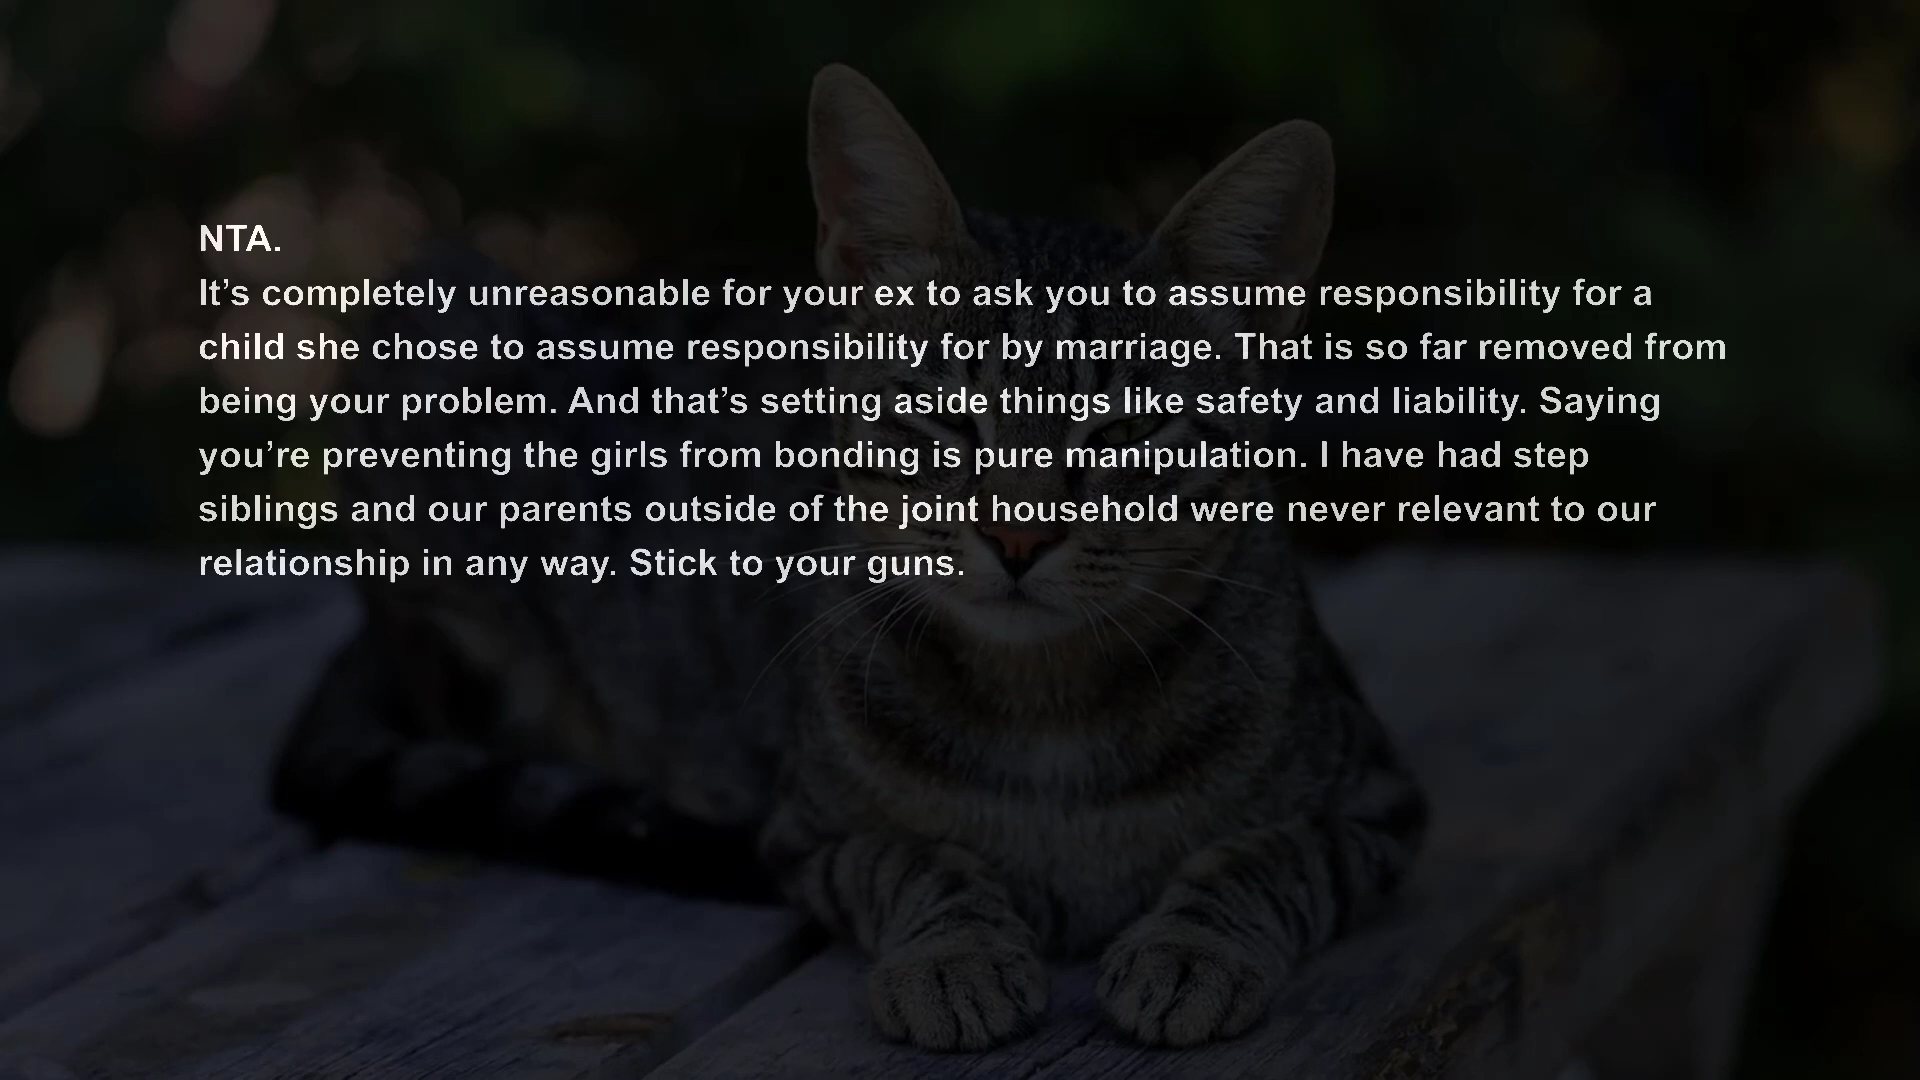 NTA.
It’s completely unreasonable for your ex to ask you to assume responsibility for a
child she chose to assume responsibility for by marriage. That is so far removed from
being your problem. And that’s setting aside things like safety and liability. Saying
you’re preventing the girls from bonding is pure manipulation. I have had step
siblings and our parents outside of the joint household were never relevant to our
relationship in any way. Stick to your guns.